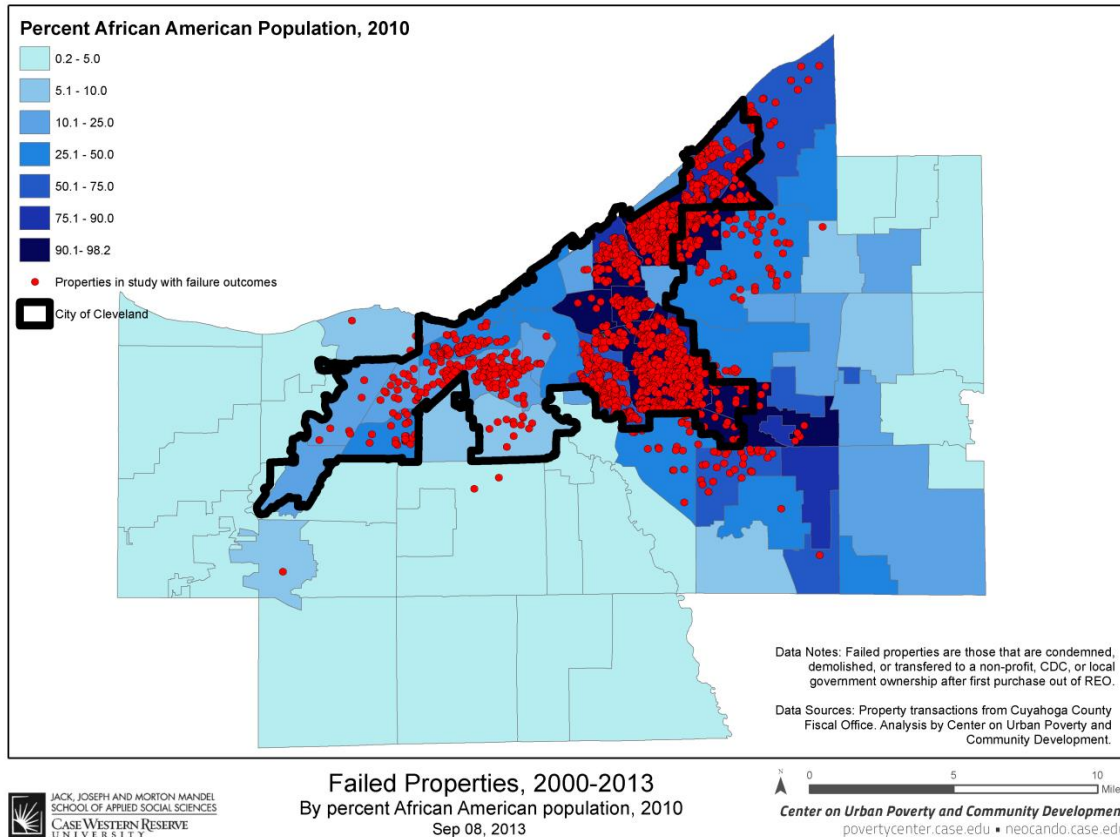 Percent African American Population, 2010
0.2 - 5.0
5.1 - 10.0
10.1 - 25.0
25.1 - 50.0
50.1 - 75.0
75.1 - 90.0
90.1- 98.2
Properties in study with failure outcomes
City of Cleveland
Data Notes: Failed properties are those that are condemned,
demolished, or transfered to a non-profit, CDC, or local
government ownership after first purchase out of REO.
Data Sources: Property transactions from Cuyahoga County
Fiscal Office. Analysis by Center on Urban Poverty and
Community Development.
JACK, JOSEPH AND MORTON MANDEL
SCHOOL OF APPLIED SOCIAL SCIENCES
CASE WESTERN RESERVE
UNIVERSITY
Failed Properties, 2000-2013
By percent African American population, 2010
Sep 08, 2013
N
0 5 10
Mile
Center on Urban Poverty and Community Developme
povertycenter.case.edu ▪ neocando.case.ed